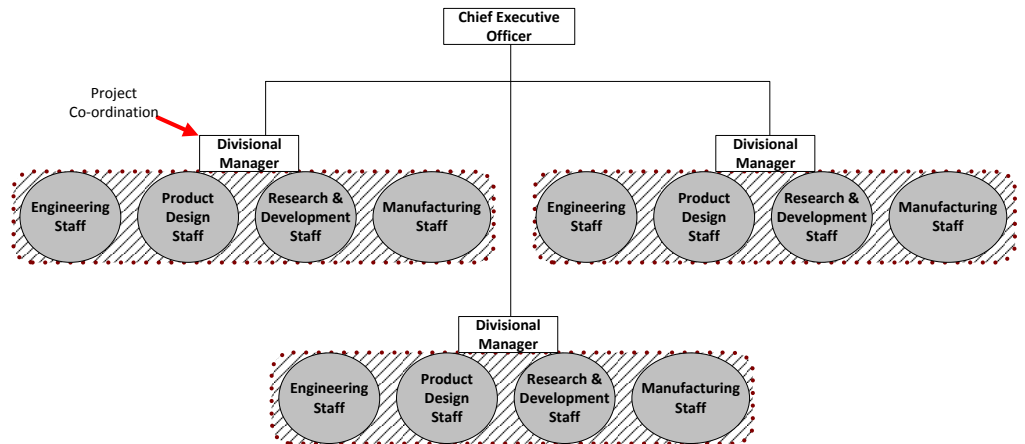 Chief Executive
Officer
Project
Co-ordination
Divisional
Manager
Engineering
Staff
Product
Design
Staff
Research &
Development
Staff
Manufacturing
Staff
Divisional
Manager
Engineering
Staff
Product
Design
Staff
Research &
Development
Staff
Manufacturing
Staff
Divisional
Manager
Engineering
Staff
Product
Design
Staff
Research &
Development
Staff
Manufacturing
Staff